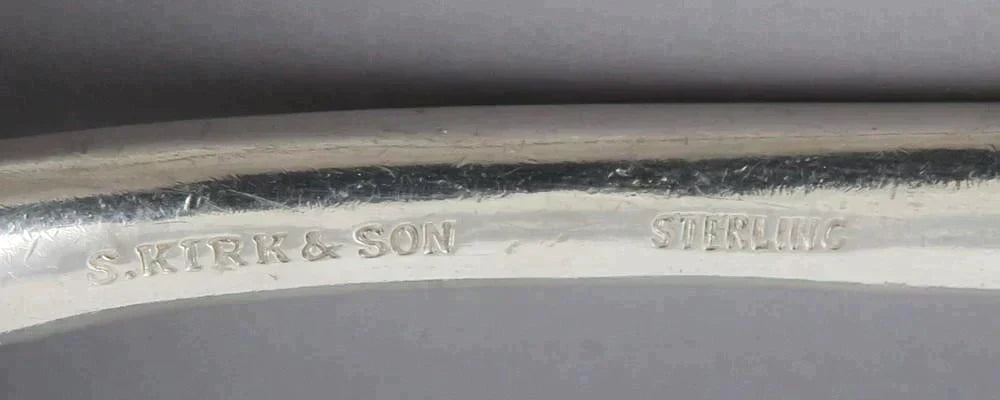 S.KIRK & SON STERLING